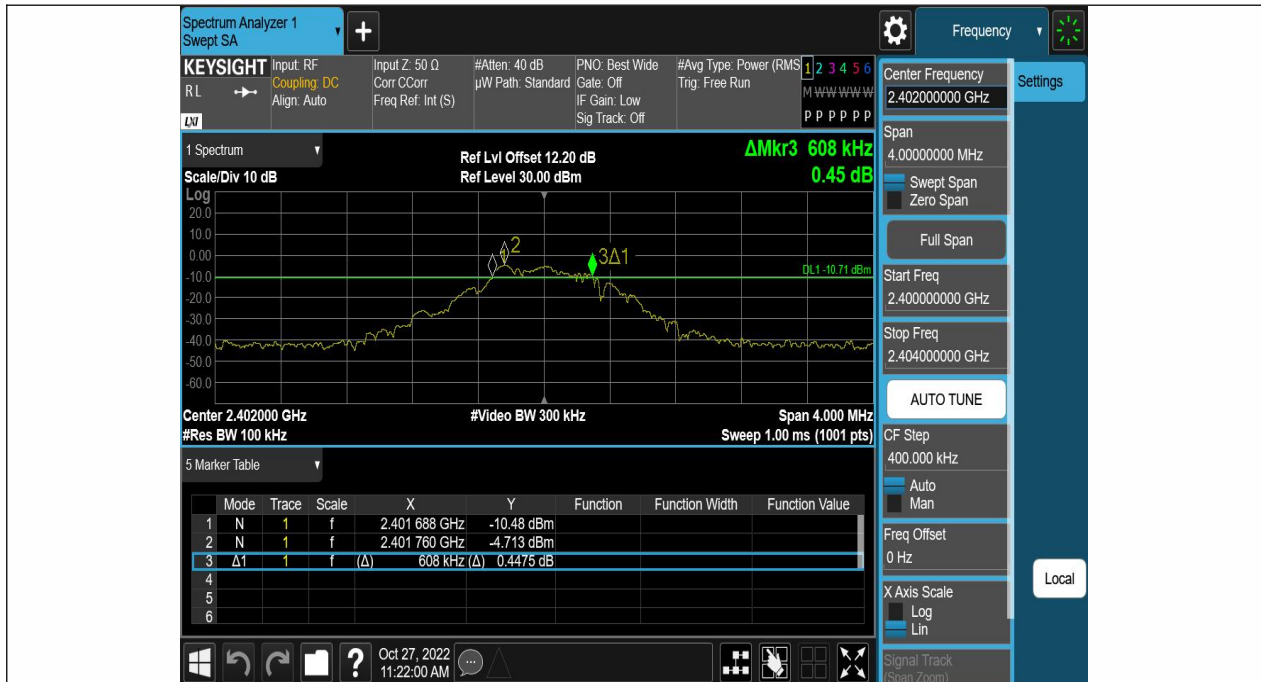 Spectrum Analyzer 1
Swept SA
+
Frequency
KEYSIGHT
R L
LXI
Input: RF
Coupling: DC
Align: Auto
Input Z: 50 Ω
Corr CCorr
Freq Ref: Int (S)
#Atten: 40 dB
µW Path: Standard
PNO: Best Wide
Gate: Off
IF Gain: Low
Sig Track: Off
#Avg Type: Power (RMS
Trig: Free Run
1 2 3 4 5 6
M W W W W W
P P P P P P
Center Frequency
2.402000000 GHz
Settings
Span
4.00000000 MHz
Swept Span
Zero Span
Full Span
Start Freq
2.400000000 GHz
Stop Freq
2.404000000 GHz
AUTO TUNE
CF Step
400.000 kHz
Auto
Man
Freq Offset
0 Hz
X Axis Scale
Log
Lin
Signal Track
(Span Zoom)
Local
1 Spectrum
Scale/Div 10 dB
Ref Lvl Offset 12.20 dB
Ref Level 30.00 dBm
ΔMkr3 608 kHz
0.45 dB
Log
20.0
10.0
0.00
-10.0
-20.0
-30.0
-40.0
-50.0
-60.0
2
3Δ1
DL1 -10.71 dBm
Center 2.402000 GHz
#Res BW 100 kHz
#Video BW 300 kHz
Span 4.000 MHz
Sweep 1.00 ms (1001 pts)
5 Marker Table
Mode Trace Scale X Y Function Function Width Function Value
1 N 1 f 2.401 688 GHz -10.48 dBm
2 N 1 f 2.401 760 GHz -4.713 dBm
3 Δ1 1 f (Δ) 608 kHz (Δ) 0.4475 dB
4
5
6
?
Oct 27, 2022
11:22:00 AM